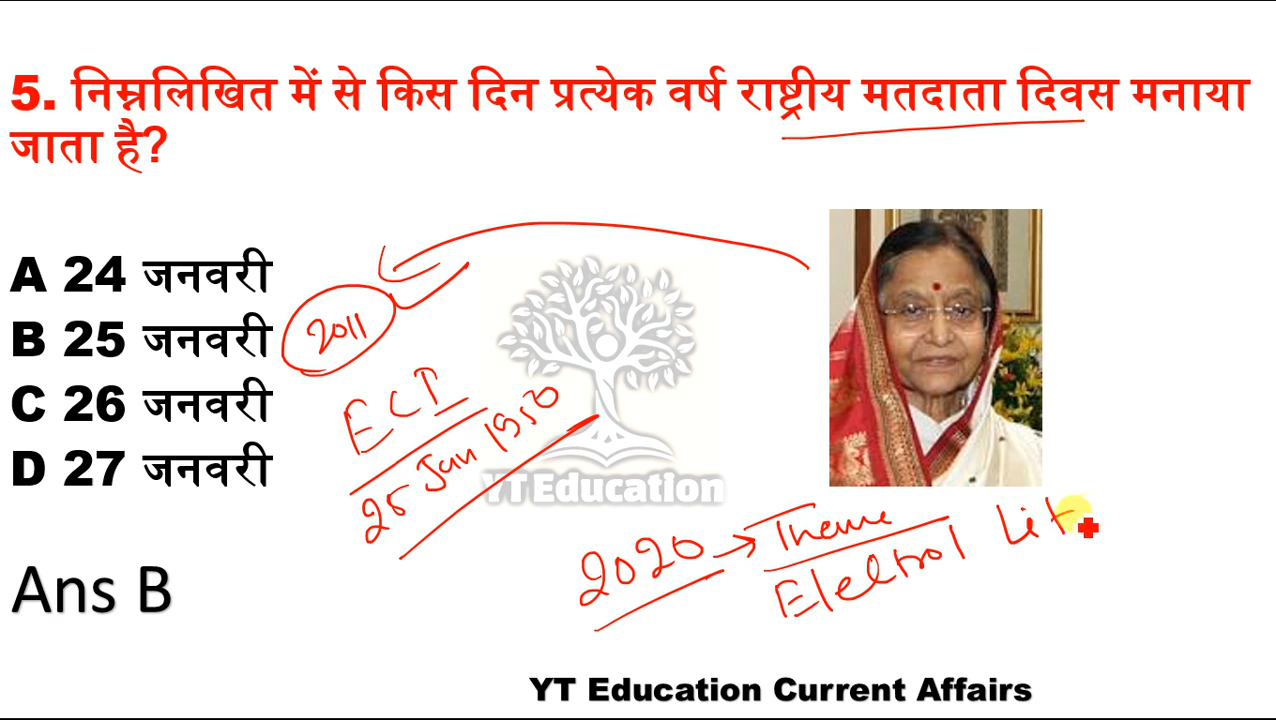 5. निम्नलिखित में से किस दिन प्रत्येक वर्ष राष्ट्रीय मतदाता दिवस मनाया
जाता है?
A 24 जनवरी
B 25 जनवरी
C 26 जनवरी
D 27 जनवरी
2011
ECI
25 Jan 1950
YT Education
2020 → Theme
Electrol Lit
Ans B
YT Education Current Affairs